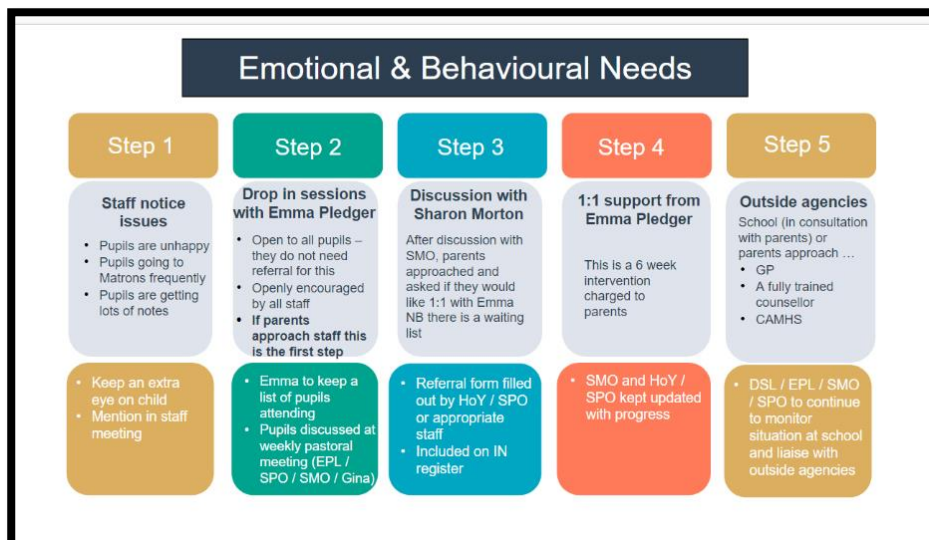 Emotional & Behavioural Needs
Step 1
Staff notice
issues
• Pupils are unhappy
• Pupils going to
Matrons frequently
• Pupils are getting
lots of notes
• Keep an extra
eye on child
• Mention in staff
meeting
Step 2
Drop in sessions
with Emma Pledger
• Open to all pupils –
they do not need
referral for this
• Openly encouraged
by all staff
• If parents
approach staff this
is the first step
• Emma to keep a
list of pupils
attending
• Pupils discussed at
weekly pastoral
meeting (EPL /
SPO / SMO / Gina)
Step 3
Discussion with
Sharon Morton
After discussion with
SMO, parents
approached and
asked if they would
like 1:1 with Emma
NB there is a waiting
list
• Referral form filled
out by HoY / SPO
or appropriate
staff
• Included on IN
register
Step 4
1:1 support from
Emma Pledger
This is a 6 week
intervention
charged to
parents
• SMO and HoY /
SPO kept updated
with progress
Step 5
Outside agencies
School (in consultation
with parents) or
parents approach ...
• GP
• A fully trained
counsellor
• CAMHS
• DSL / EPL / SMO
/ SPO to continue
to monitor
situation at school
and liaise with
outside agencies